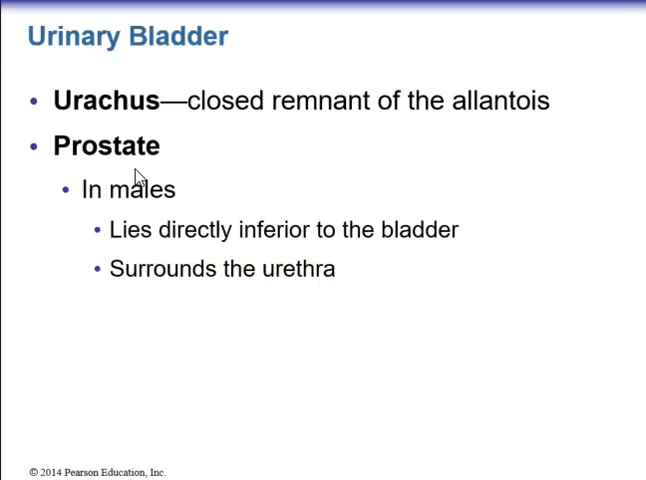 Urinary Bladder
• Urachus—closed remnant of the allantois
• Prostate
• In males
• Lies directly inferior to the bladder
• Surrounds the urethra
© 2014 Pearson Education, Inc.